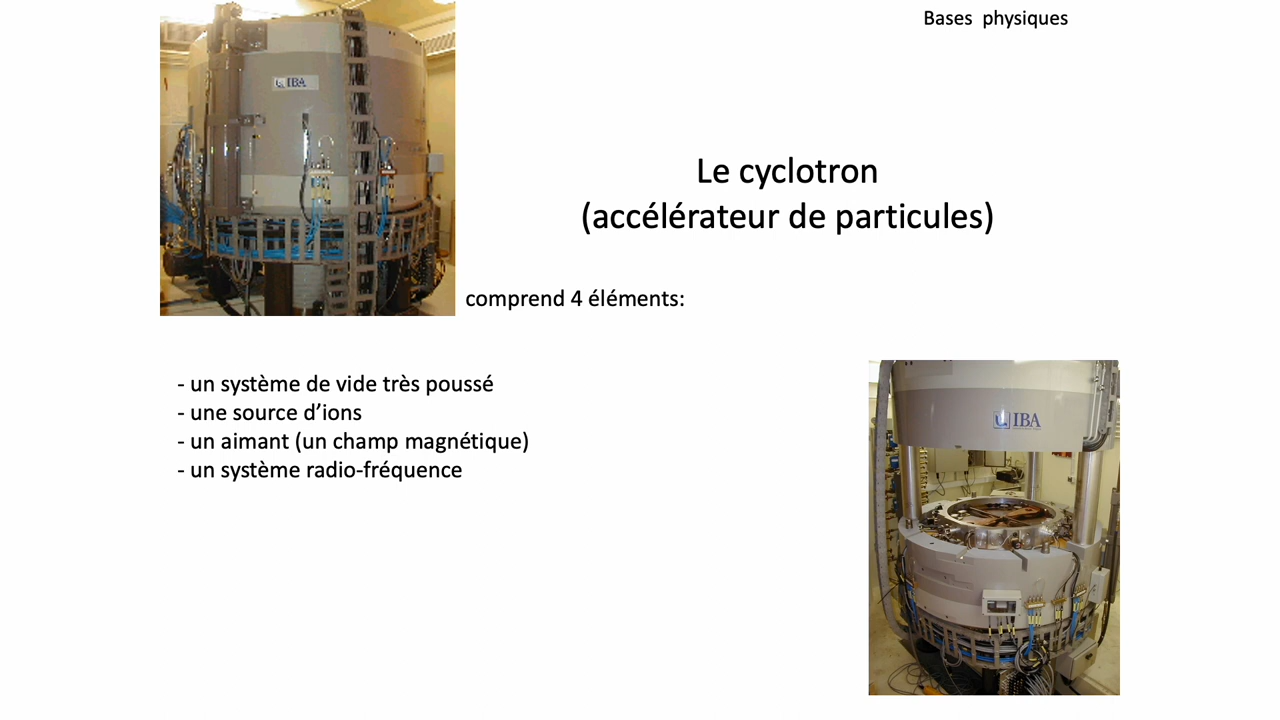 Bases physiques
IBA
Le cyclotron
(accélérateur de particules)
comprend 4 éléments:
- un système de vide très poussé
- une source d’ions
- un aimant (un champ magnétique)
- un système radio-fréquence
IBA